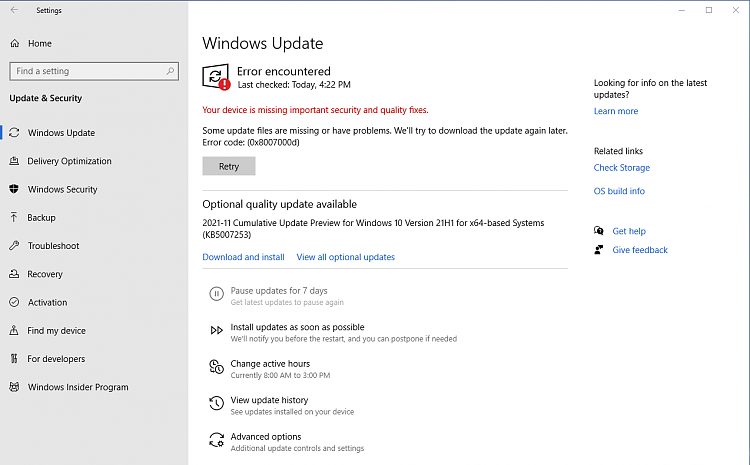 Settings
Home
Find a setting
Update & Security
Windows Update
Delivery Optimization
Windows Security
Backup
Troubleshoot
Recovery
Activation
Find my device
For developers
Windows Insider Program
Windows Update
Error encountered
Last checked: Today, 4:22 PM
Your device is missing important security and quality fixes.
Some update files are missing or have problems. We'll try to download the update again later.
Error code: (0x8007000d)
Retry
Optional quality update available
2021-11 Cumulative Update Preview for Windows 10 Version 21H1 for x64-based Systems
(KB5007253)
Download and install
View all optional updates
Pause updates for 7 days
Get latest updates to pause again
Install updates as soon as possible
We'll notify you before the restart, and you can postpone if needed
Change active hours
Currently 8:00 AM to 3:00 PM
View update history
See updates installed on your device
Advanced options
Additional update controls and settings
Looking for info on the latest
updates?
Learn more
Related links
Check Storage
OS build info
Get help
Give feedback